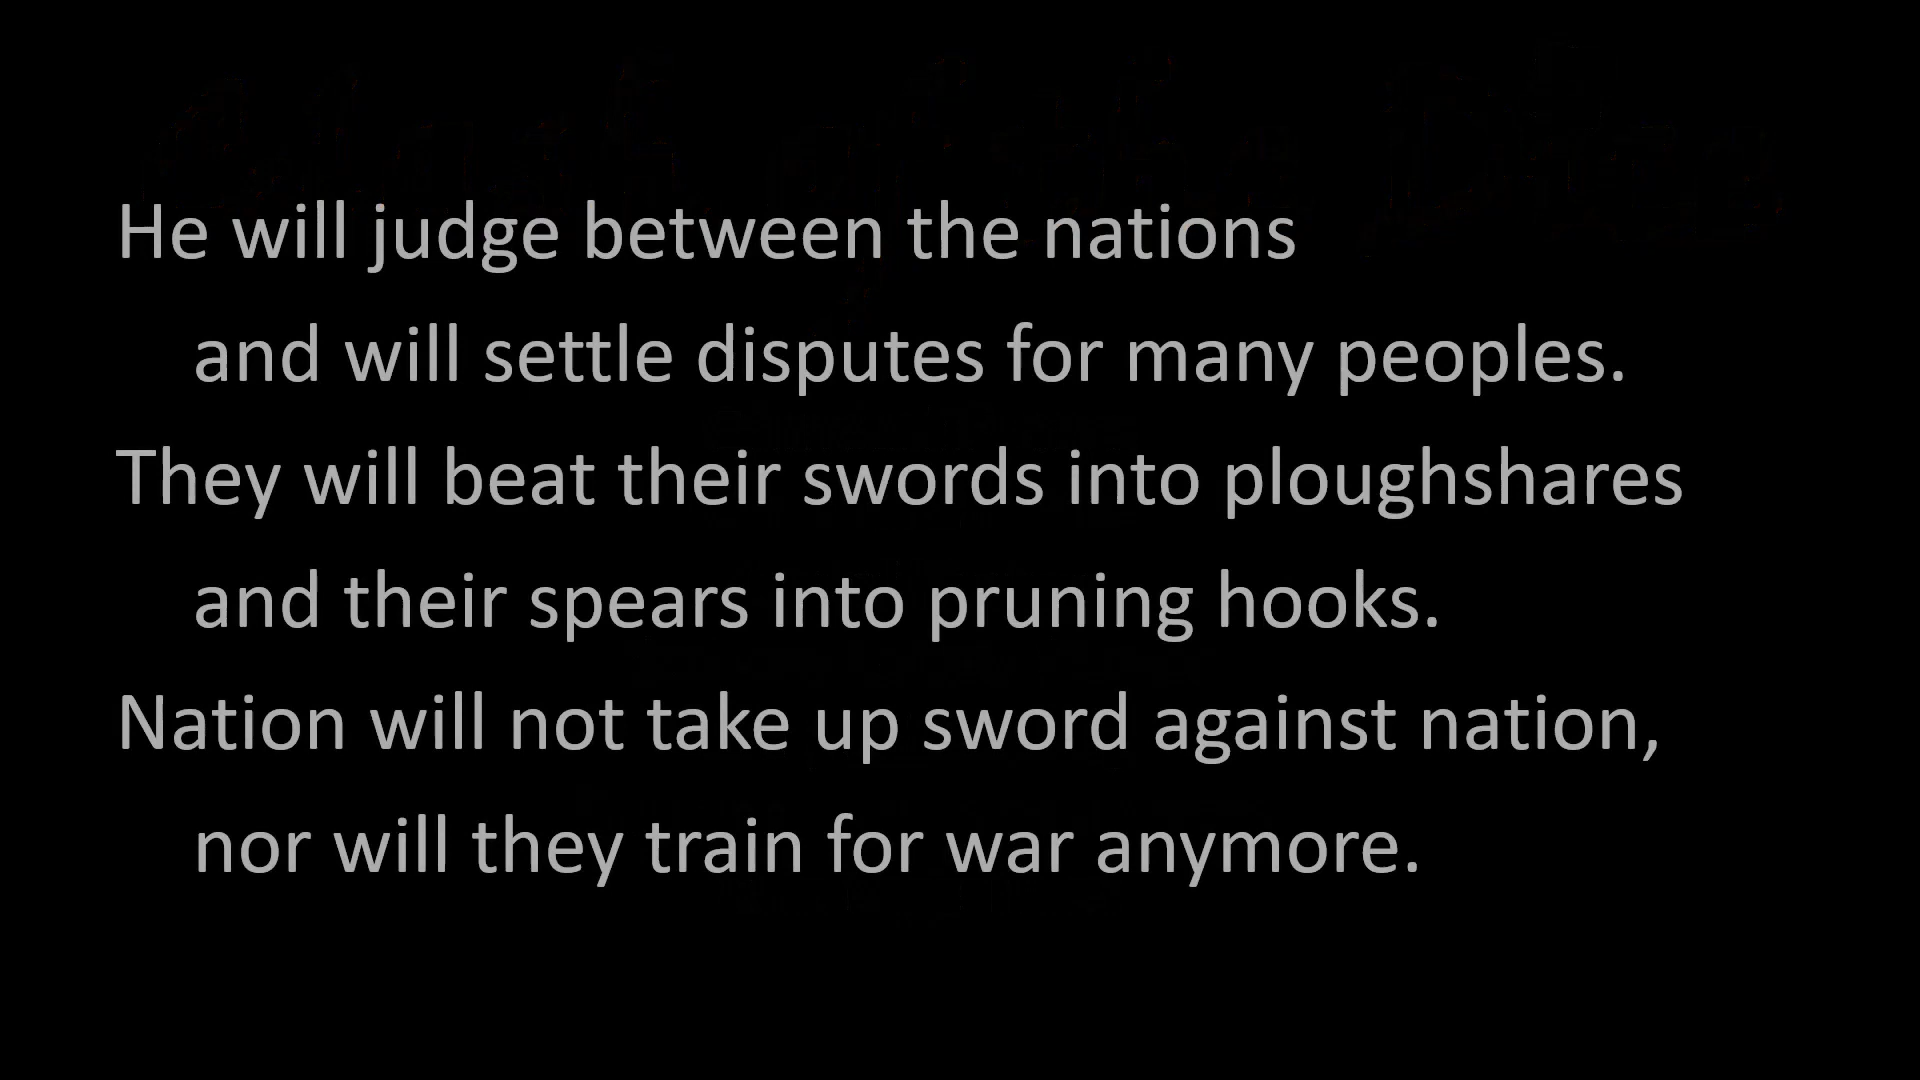 He will judge between the nations
and will settle disputes for many peoples.
They will beat their swords into ploughshares
and their spears into pruning hooks.
Nation will not take up sword against nation,
nor will they train for war anymore.